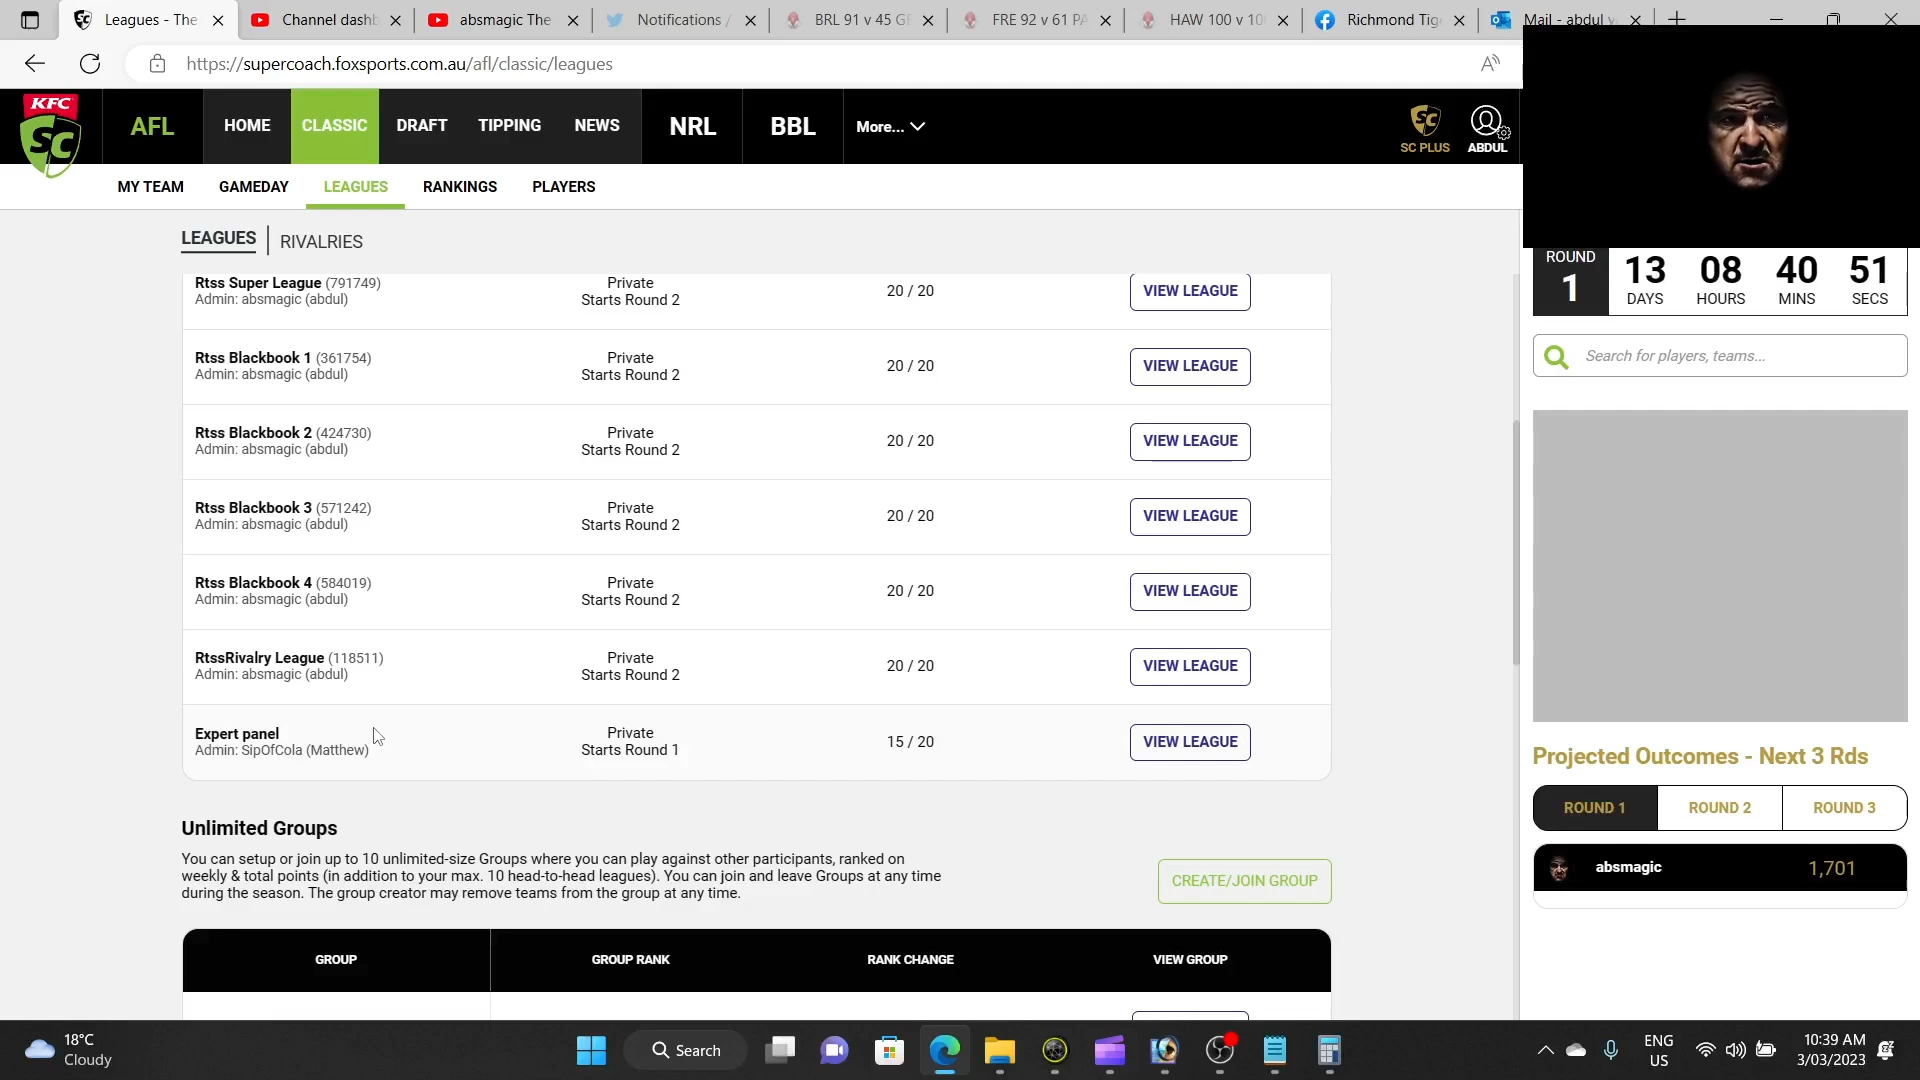 Leagues - The
Channel dashb
absmagic The
Notifications /
BRL 91 v 45 GE
FRE 92 v 61 PA
HAW 100 v 10
Richmond Tig
Mail - abdul y
https://supercoach.foxsports.com.au/afl/classic/leagues
KFC
SC
AFL
HOME
CLASSIC
DRAFT
TIPPING
NEWS
NRL
BBL
More...
SC
SC PLUS
ABDUL
MY TEAM
GAMEDAY
LEAGUES
RANKINGS
PLAYERS
LEAGUES
RIVALRIES
Rtss Super League (791749)
Admin: absmagic (abdul)
Private
Starts Round 2
20 / 20
VIEW LEAGUE
Rtss Blackbook 1 (361754)
Admin: absmagic (abdul)
Private
Starts Round 2
20 / 20
VIEW LEAGUE
Rtss Blackbook 2 (424730)
Admin: absmagic (abdul)
Private
Starts Round 2
20 / 20
VIEW LEAGUE
Rtss Blackbook 3 (571242)
Admin: absmagic (abdul)
Private
Starts Round 2
20 / 20
VIEW LEAGUE
Rtss Blackbook 4 (584019)
Admin: absmagic (abdul)
Private
Starts Round 2
20 / 20
VIEW LEAGUE
RtssRivalry League (118511)
Admin: absmagic (abdul)
Private
Starts Round 2
20 / 20
VIEW LEAGUE
Expert panel
Admin: SipOfCola (Matthew)
Private
Starts Round 1
15 / 20
VIEW LEAGUE
Unlimited Groups
You can setup or join up to 10 unlimited-size Groups where you can play against other participants, ranked on
weekly & total points (in addition to your max. 10 head-to-head leagues). You can join and leave Groups at any time
during the season. The group creator may remove teams from the group at any time.
CREATE/JOIN GROUP
GROUP
GROUP RANK
RANK CHANGE
VIEW GROUP
ROUND
1
13
DAYS
08
HOURS
40
MINS
51
SECS
Search for players, teams...
Projected Outcomes - Next 3 Rds
ROUND 1
ROUND 2
ROUND 3
absmagic
1,701
18°C
Cloudy
Search
ENG
US
10:39 AM
3/03/2023